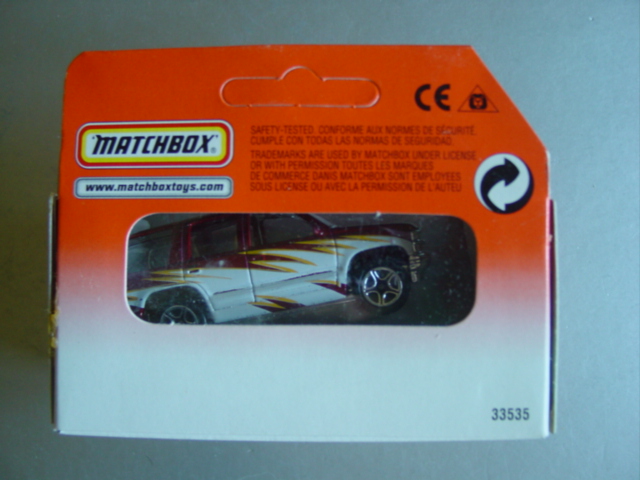 CE
MATCHBOX®
www.matchboxtoys.com
SAFETY-TESTED. CONFORME AUX NORMES DE SÉCURITÉ.
CUMPLE CON TODAS LAS NORMAS DE SEGURIDAD.
TRADEMARKS ARE USED BY MATCHBOX UNDER LICENSE
OR WITH PERMISSION TOUTES LES MARQUES
DE COMMERCE DANIS MATCHBOX SONT EMPLOYEES
SOUS LICENSE OU AVEC LA PERMISSION DE L'AUTEU
33535